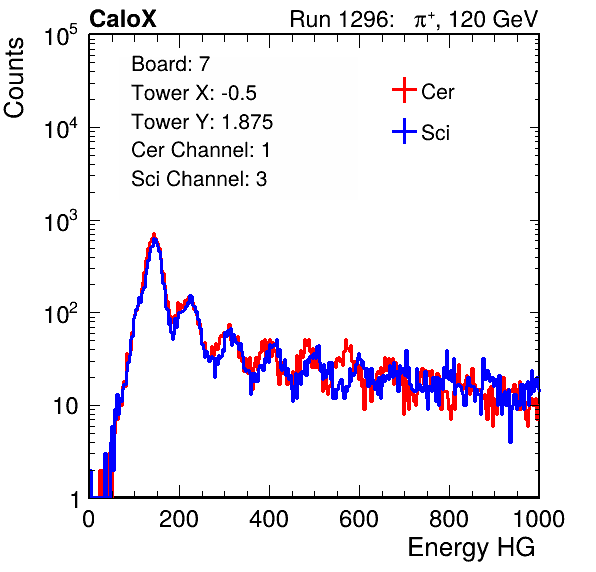 CaloX Run 1296: π⁺, 120 GeV
Counts
10⁵
10⁴
10³
10²
10
1
Board: 7
Tower X: -0.5
Tower Y: 1.875
Cer Channel: 1
Sci Channel: 3
Cer
Sci
0 200 400 600 800 1000
Energy HG